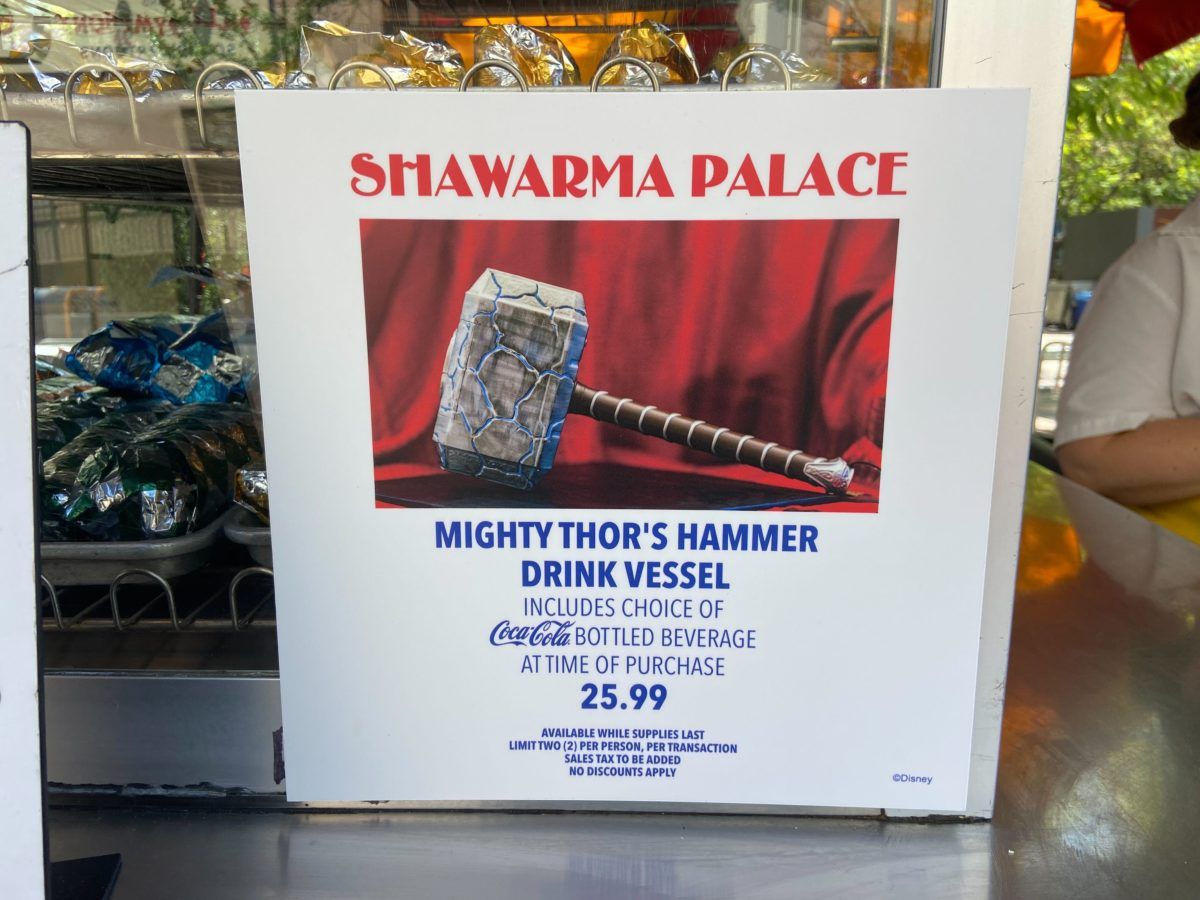 SHAWARMA PALACE
MIGHTY THOR'S HAMMER
DRINK VESSEL
INCLUDES CHOICE OF
Coca-Cola BOTTLED BEVERAGE
AT TIME OF PURCHASE
25.99
AVAILABLE WHILE SUPPLIES LAST
LIMIT TWO (2) PER PERSON, PER TRANSACTION
SALES TAX TO BE ADDED
NO DISCOUNTS APPLY
©Disney